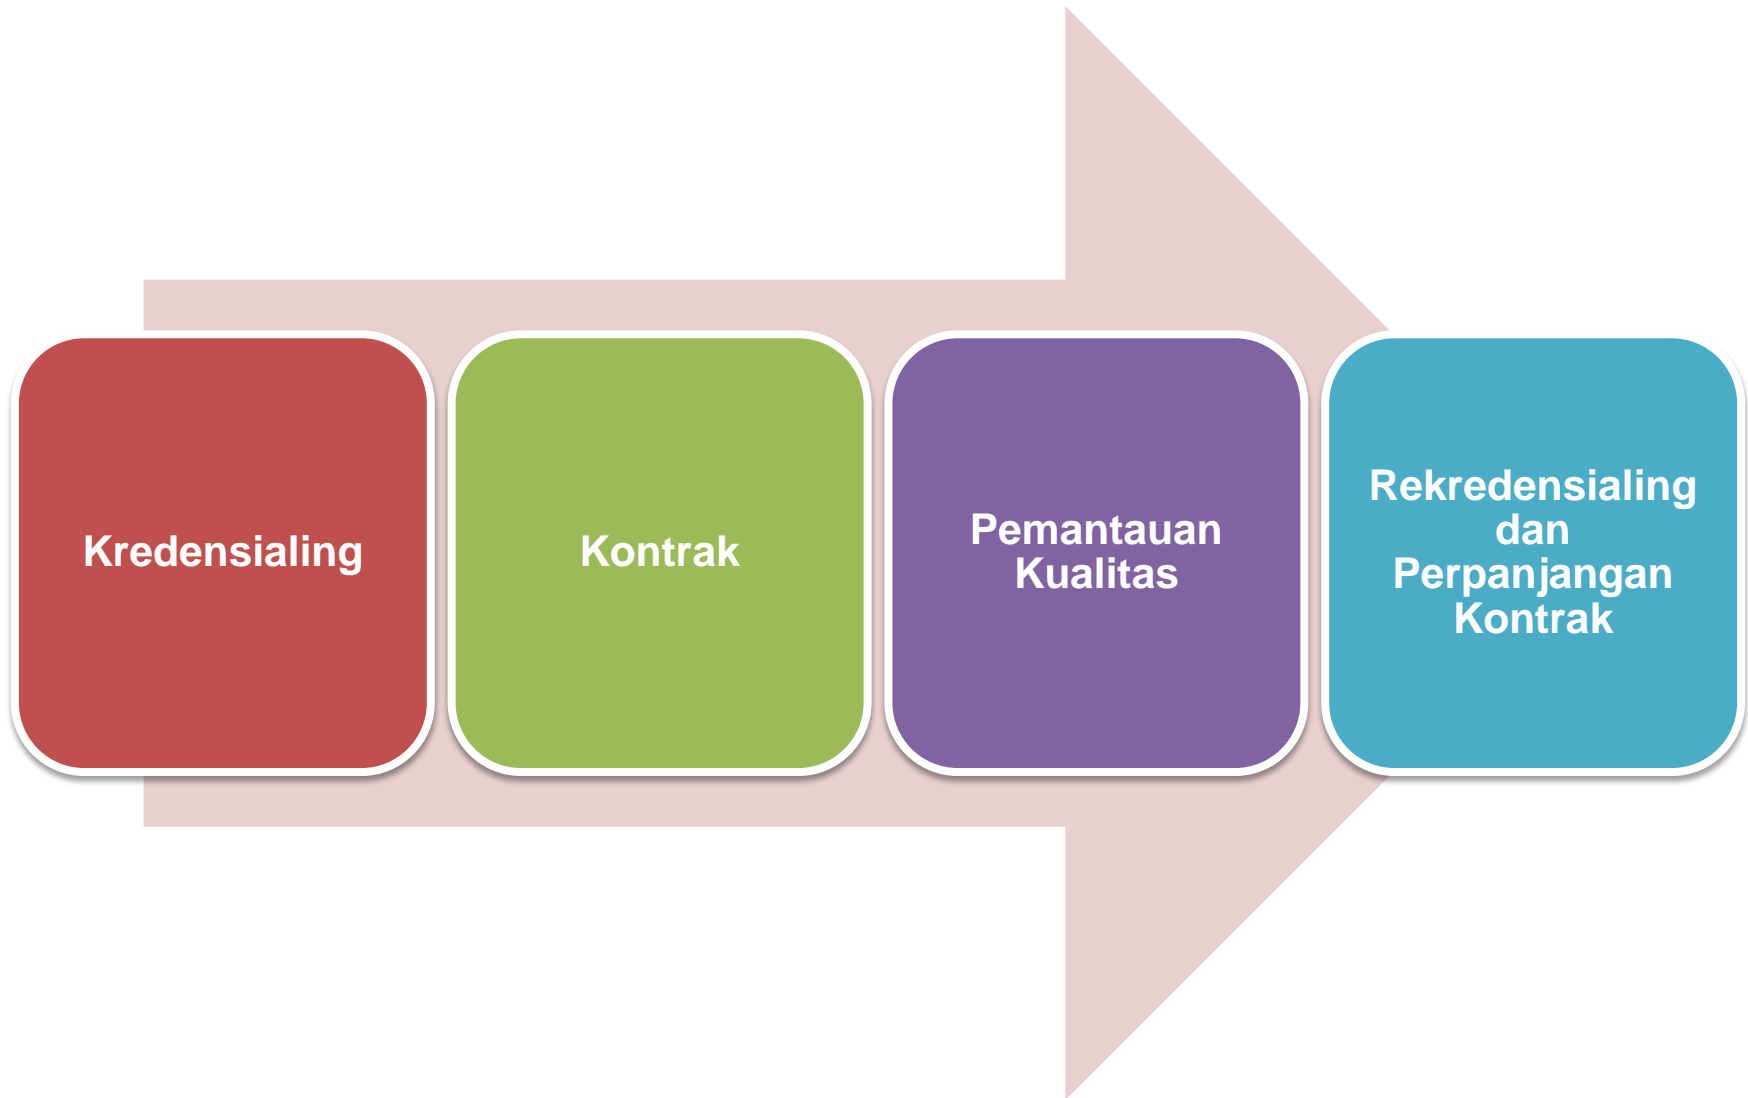 Kredensialing
Kontrak
Pemantauan
Kualitas
Rekredensialing
dan
Perpanjangan
Kontrak